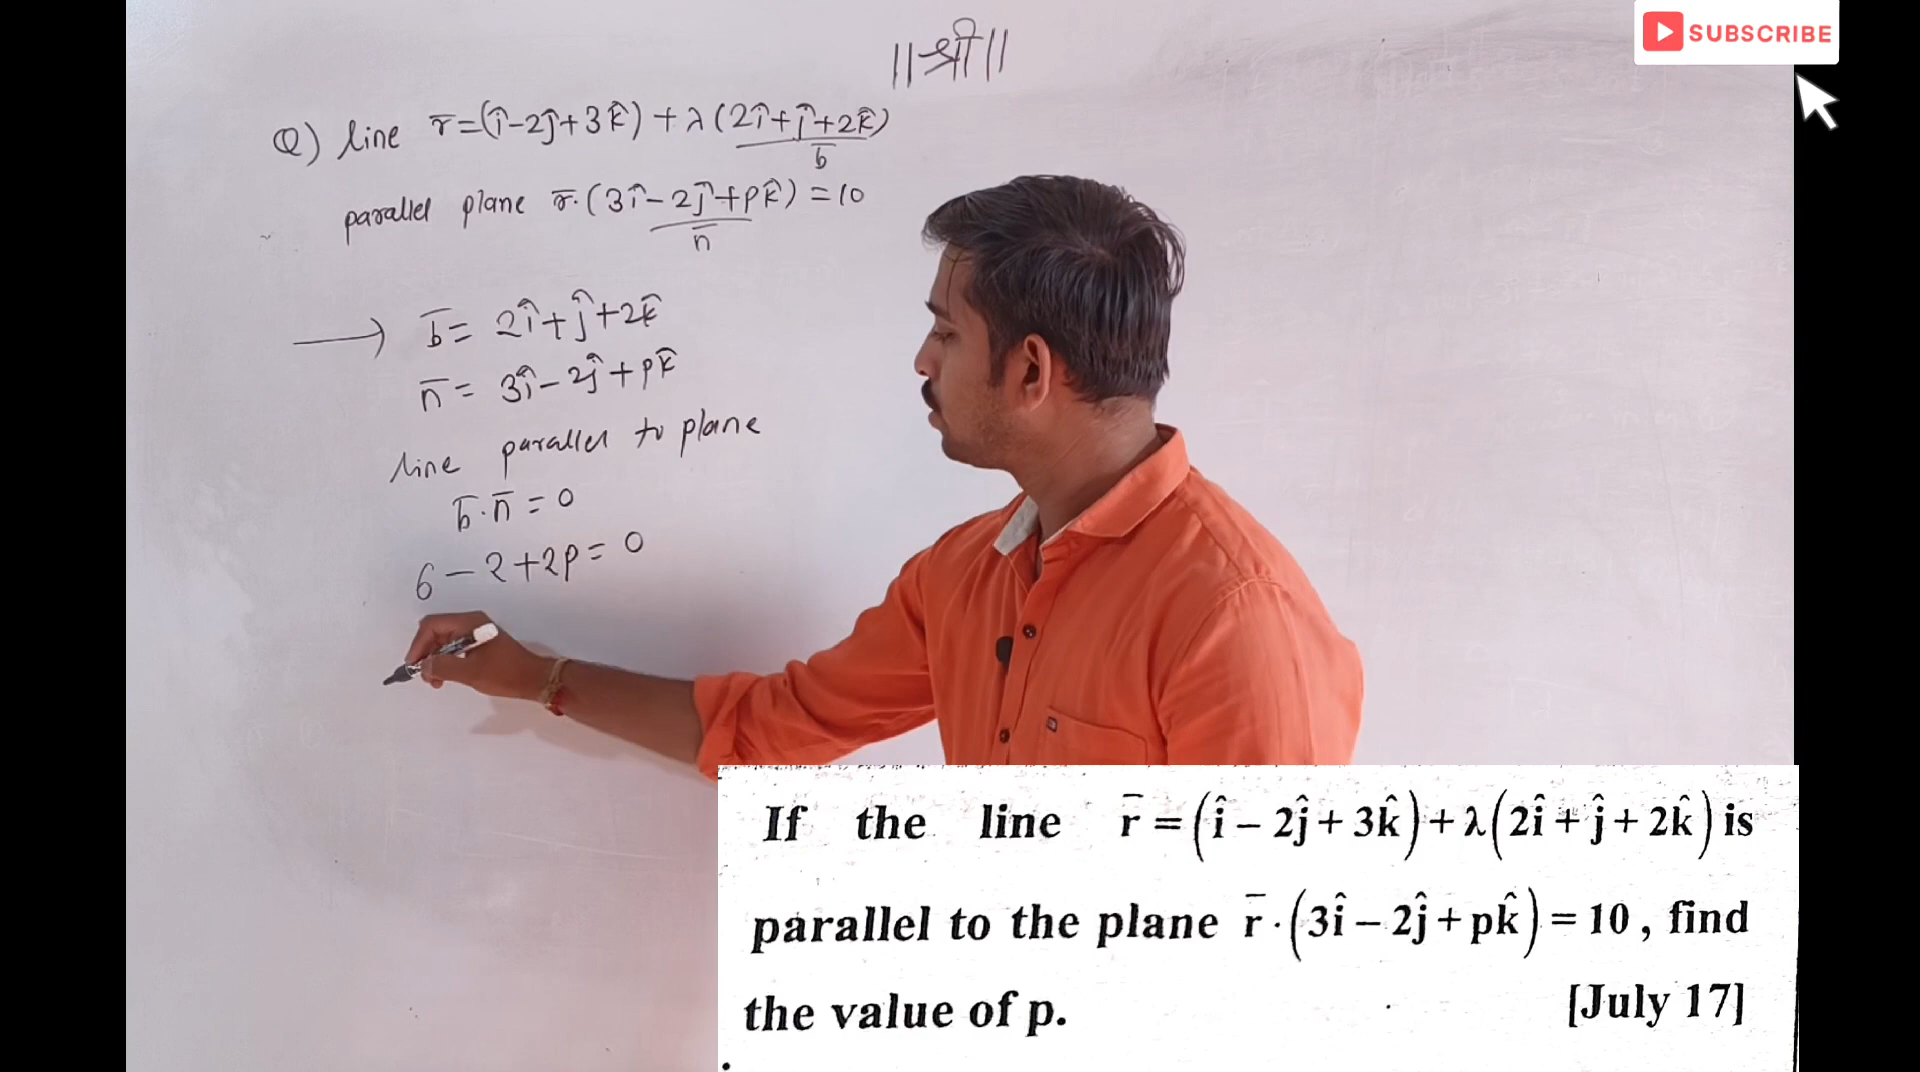 SUBSCRIBE
||श्री||
Q) line r̅=(î-2ĵ+3k̂)+λ(2î+ĵ+2k̂)
b̅
parallel plane r̅.(3î-2ĵ+pk̂)=10
n̅
→ b̅= 2î+ĵ+2k̂
n̅= 3î-2ĵ+pk̂
line parallel to plane
b̅.n̅=0
6-2+2p=0
If the line r̅=(î-2ĵ+3k̂)+λ(2î+ĵ+2k̂) is
parallel to the plane r̅·(3î-2ĵ+pk̂)=10, find
the value of p. [July 17]